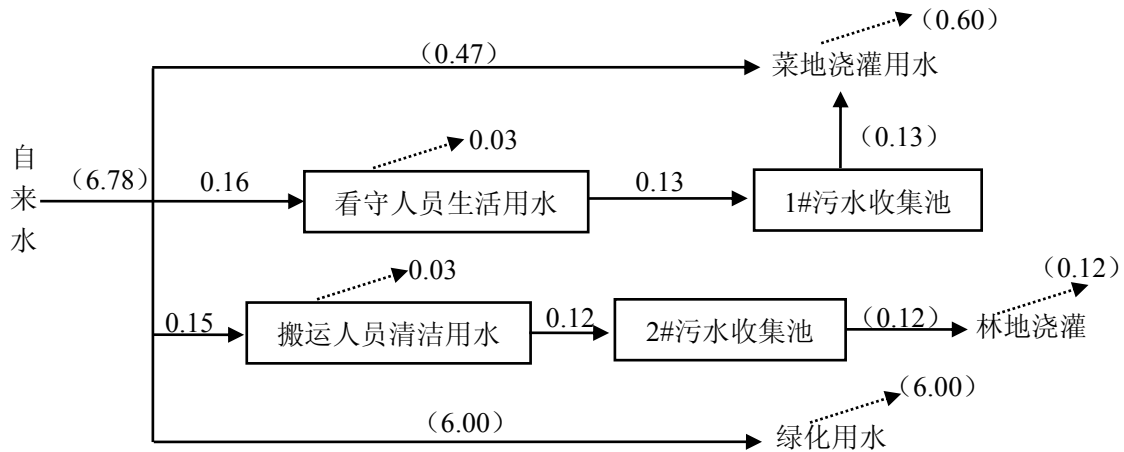 （0.60）
（0.47）
菜地浇灌用水
0.03
（0.13）
自来水
（6.78）
0.16
看守人员生活用水
0.13
1#污水收集池
0.03
（0.12）
0.15
搬运人员清洁用水
0.12
2#污水收集池
（0.12）
林地浇灌
（6.00）
（6.00）
绿化用水